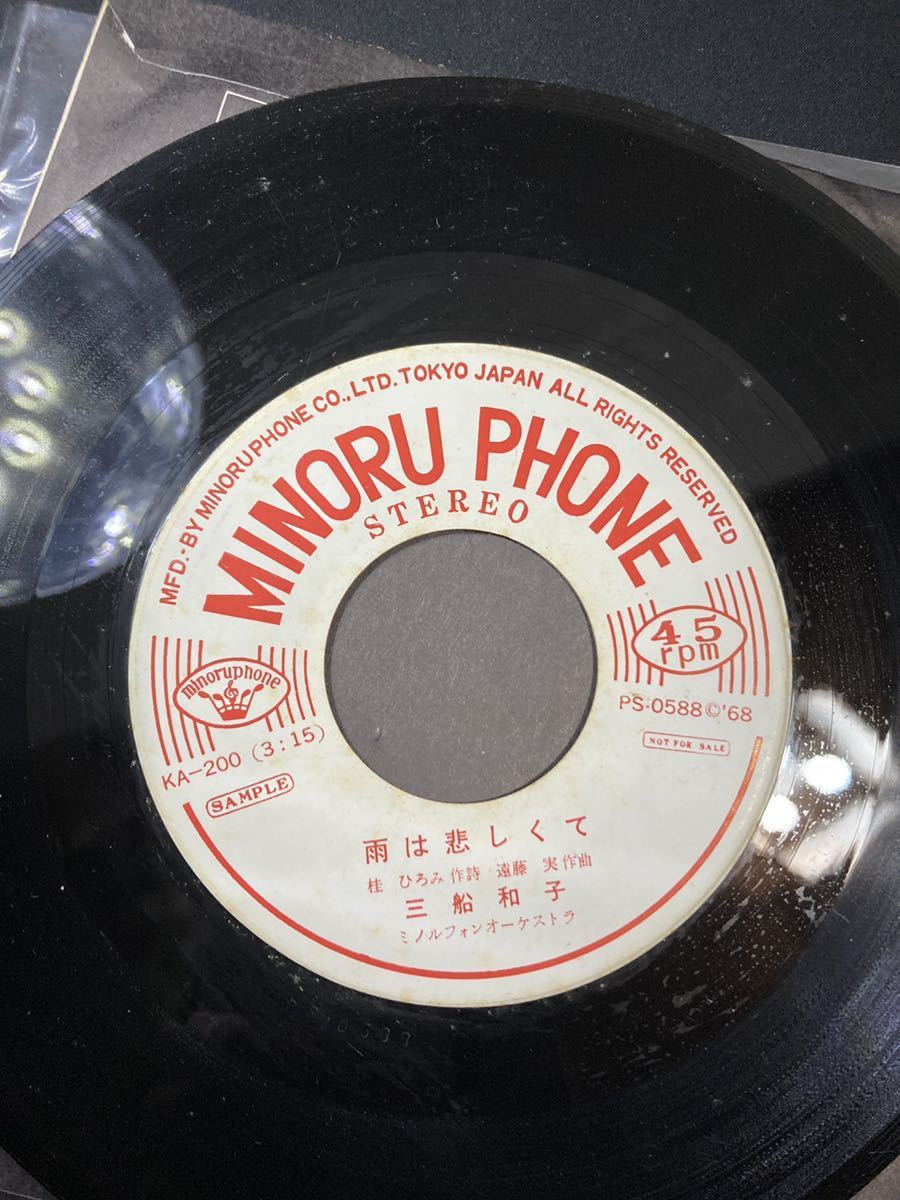 MFD. BY MINORUPHONE CO.,LTD. TOKYO JAPAN ALL RIGHTS RESERVED
MINORU PHONE
STEREO
minoruphone
45
rpm
KA-200 (3:15)
PS-0588©'68
SAMPLE
NOT FOR SALE
雨は悲しくて
桂 ひろみ作詩 遠藤 実作曲
三船和子
ミノルフォンオーケストラ